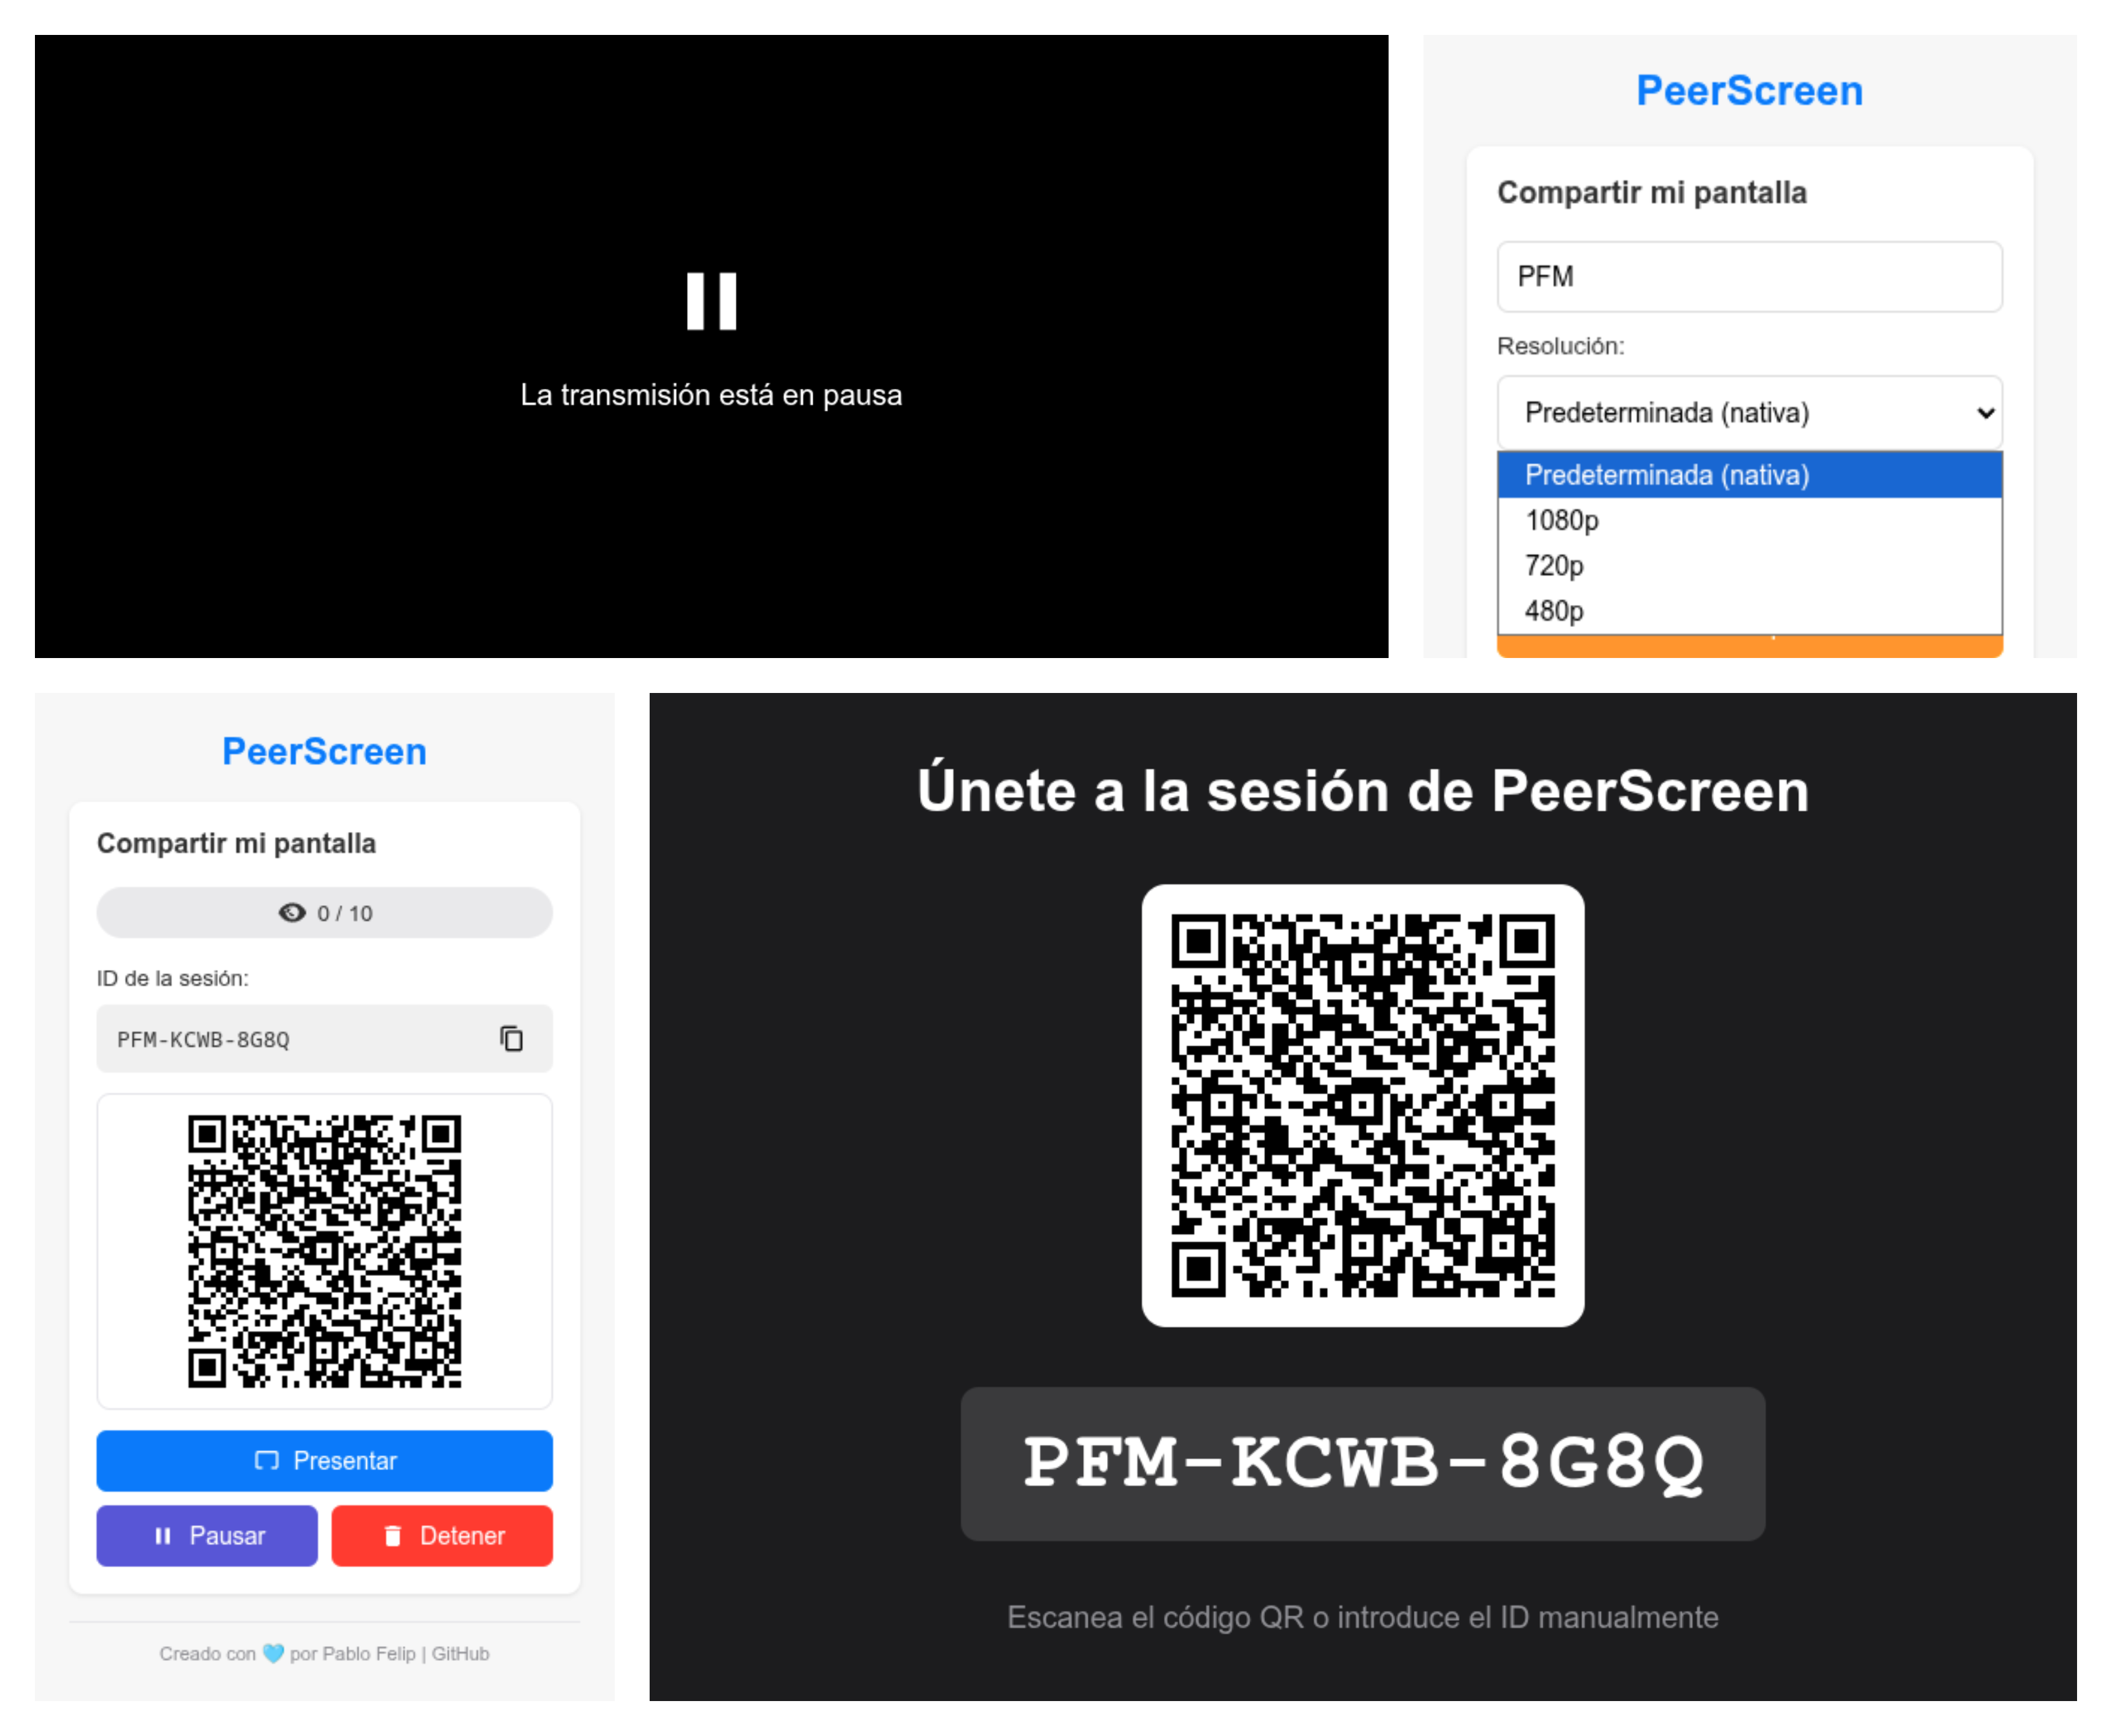 La transmisión está en pausa
PeerScreen
Compartir mi pantalla
PFM
Resolución:
Predeterminada (nativa)
Predeterminada (nativa)
1080p
720p
480p
PeerScreen
Compartir mi pantalla
0 / 10
ID de la sesión:
PFM-KCWB-8G8Q
Presentar
Pausar
Detener
Creado con 🩵 por Pablo Felip | GitHub
Únete a la sesión de PeerScreen
PFM-KCWB-8G8Q
Escanea el código QR o introduce el ID manualmente